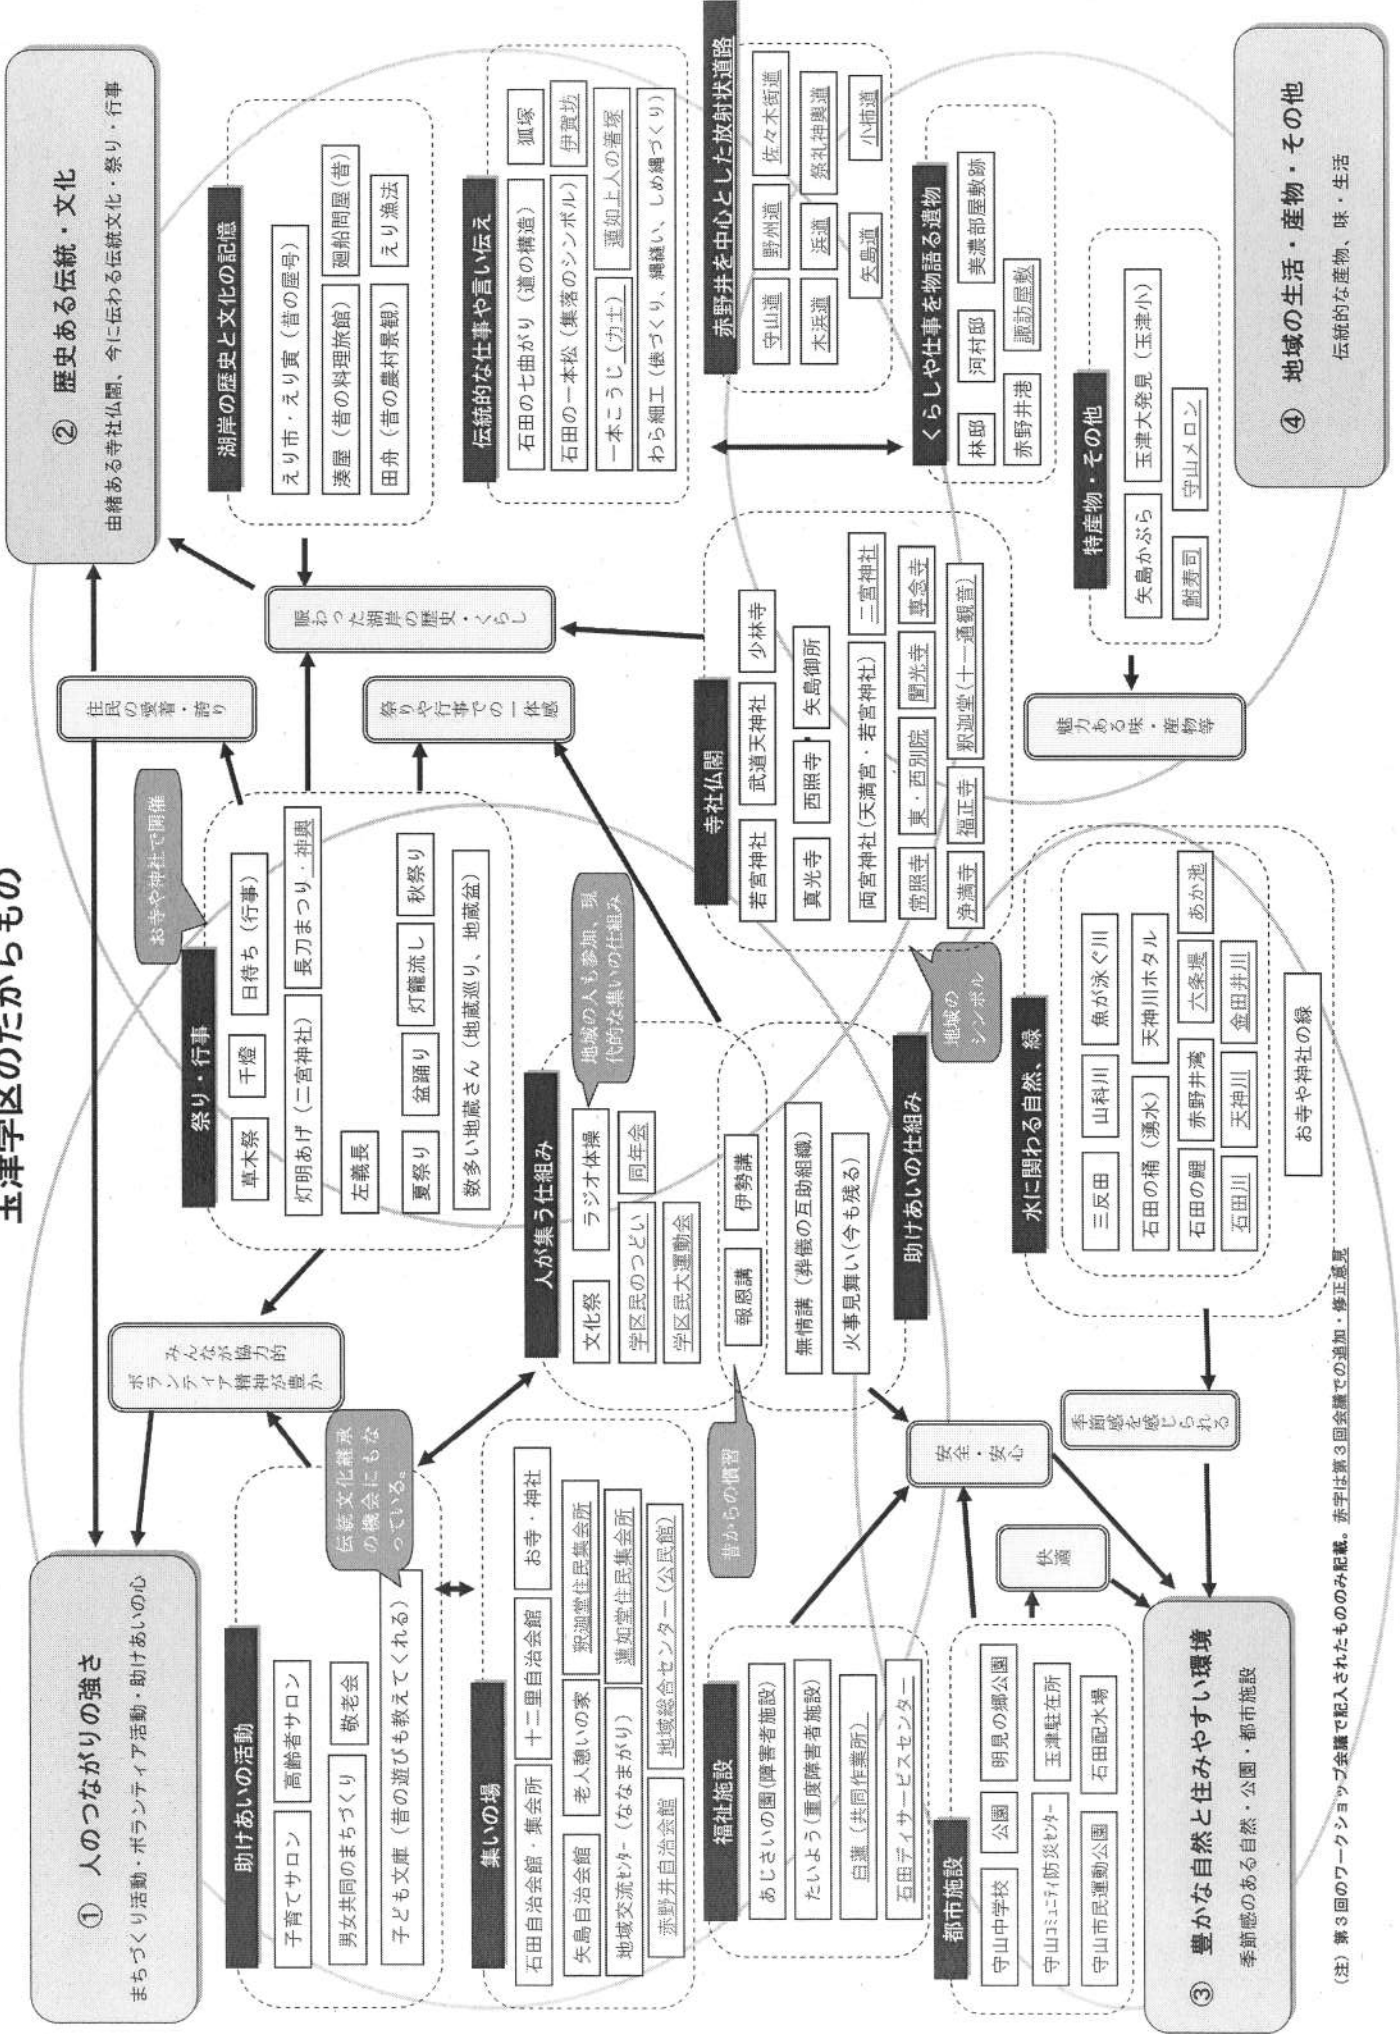 玉津学区のたからもの
① 人のつながりの強さ
まちづくり活動・ボランティア活動・助けあいの心
② 歴史ある伝統・文化
由緒ある寺社仏閣、今に伝わる伝統文化・祭り・行事
住民の愛着・誇り
みんなが協力的
ボランティア精神が豊か
お寺や神社で開催
祭り・行事
草木祭
千燈
日待ち(行事)
灯明あげ(二宮神社)
長刀まつり・神輿
左義長
夏祭り
盆踊り
灯籠流し
秋祭り
数多い地蔵さん(地蔵巡り、地蔵盆)
賑わった湖岸の歴史・くらし
祭りや行事での一体感
湖岸の歴史と文化の記憶
えり市・えり寅(昔の屋号)
湊屋(昔の料理旅館)
廻船問屋(昔)
田舟(昔の農村景観)
えり漁法
助けあいの活動
子育てサロン
高齢者サロン
男女共同のまちづくり
敬老会
子ども文庫(昔の遊びも教えてくれる)
伝統文化継承
の機会にもな
っている。
人が集う仕組み
文化祭
ラジオ体操
学区民のつどい
同年会
学区民大運動会
地域の人も参加、現
代的な集いの仕組み
報恩講
伊勢講
昔からの慣習
無情講(葬儀の互助組織)
火事見舞い(今も残る)
助けあいの仕組み
伝統的な仕事や言い伝え
石田の七曲がり(道の構造)
狐塚
石田の一本松(集落のシンボル)
伊賀坊
一本こうじ(力士)
蓮如上人の箸塚
わら細工(俵づくり、縄縫い、しめ縄づくり)
集いの場
石田自治会館・集会所
十二里自治会館
お寺・神社
矢島自治会館
老人憩いの家
釈迦堂住民集会所
地域交流センター(ななまがり)
蓮如堂住民集会所
赤野井自治会館
地域総合センター(公民館)
寺社仏閣
若宮神社
武道天神社
少林寺
真光寺
西照寺
矢島御所
両宮神社(天満宮・若宮神社)
二宮神社
常照寺
東・西別院
聞光寺
専念寺
浄満寺
福正寺
釈迦堂(十一通観音)
地域の
シンボル
赤野井を中心とした放射状道路
守山道
野州道
佐々木街道
木浜道
浜道
祭礼神輿道
矢島道
小柿道
くらしや仕事を物語る遺物
林邸
河村邸
美濃部屋敷跡
赤野井港
諏訪屋敷
福祉施設
あじさいの園(障害者施設)
たいよう(重度障害者施設)
白蓮(共同作業所)
石田デイサービスセンター
安全・安心
水に関わる自然、緑
三反田
山科川
魚が泳ぐ川
石田の桶(湧水)
天神川ホタル
石田の鯉
赤野井湾
六条堤
あか池
石田川
天神川
金田井川
お寺や神社の緑
季節感を感じられる
快適
都市施設
守山中学校
公園
明見の郷公園
守山コミュニティ防災センター
玉津駐在所
守山市民運動公園
石田配水場
特産物・その他
矢島かぶら
玉津大発見(玉津小)
鮒寿司
守山メロン
魅力ある味・産物等
③ 豊かな自然と住みやすい環境
季節感のある自然・公園・都市施設
④ 地域の生活・産物・その他
伝統的な産物、味・生活
(注)第3回のワークショップ会議で記入されたもののみ記載。赤字は第3回会議での追加・修正意見